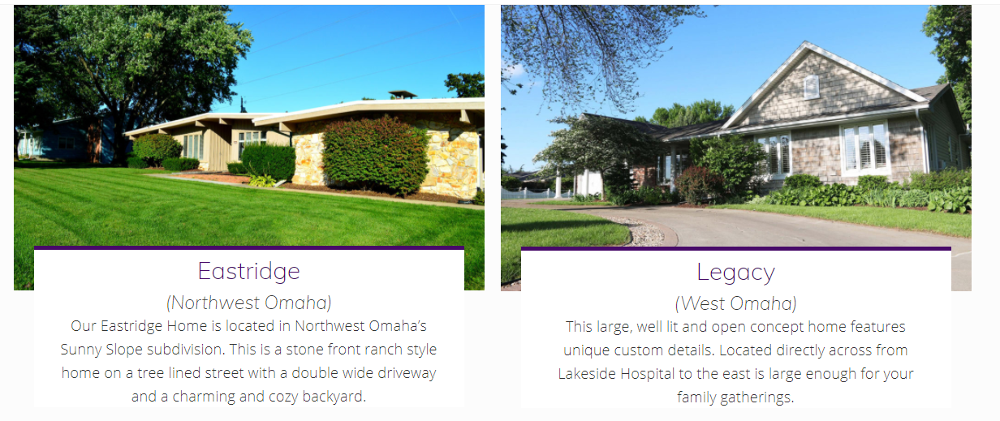 Eastridge
(Northwest Omaha)
Our Eastridge Home is located in Northwest Omaha’s
Sunny Slope subdivision. This is a stone front ranch style
home on a tree lined street with a double wide driveway
and a charming and cozy backyard.
Legacy
(West Omaha)
This large, well lit and open concept home features
unique custom details. Located directly across from
Lakeside Hospital to the east is large enough for your
family gatherings.